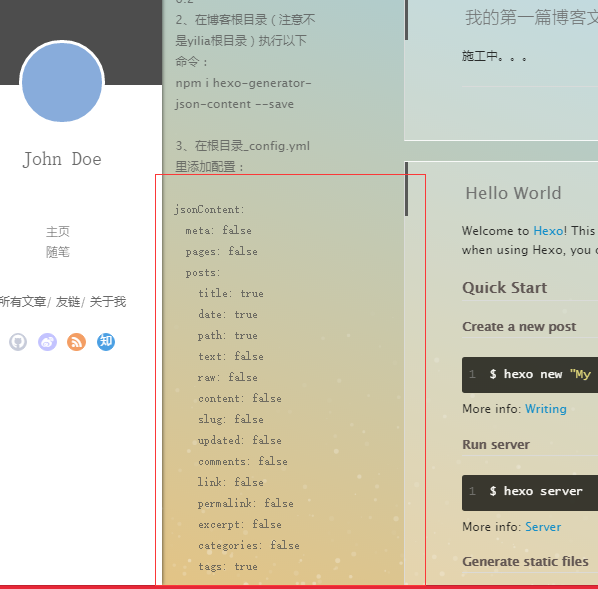 John Doe
主页
随笔
所有文章/ 友链/ 关于我
知
2、在博客根目录（注意不
是yilia根目录）执行以下
命令：
npm i hexo-generator-
json-content --save
3、在根目录_config.yml
里添加配置：
jsonContent:
meta: false
pages: false
posts:
title: true
date: true
path: true
text: false
raw: false
content: false
slug: false
updated: false
comments: false
link: false
permalink: false
excerpt: false
categories: false
tags: true
我的第一篇博客文
施工中。。。
Hello World
Welcome to Hexo! This
when using Hexo, you c
Quick Start
Create a new post
1 $ hexo new "My
More info: Writing
Run server
1 $ hexo server
More info: Server
Generate static files